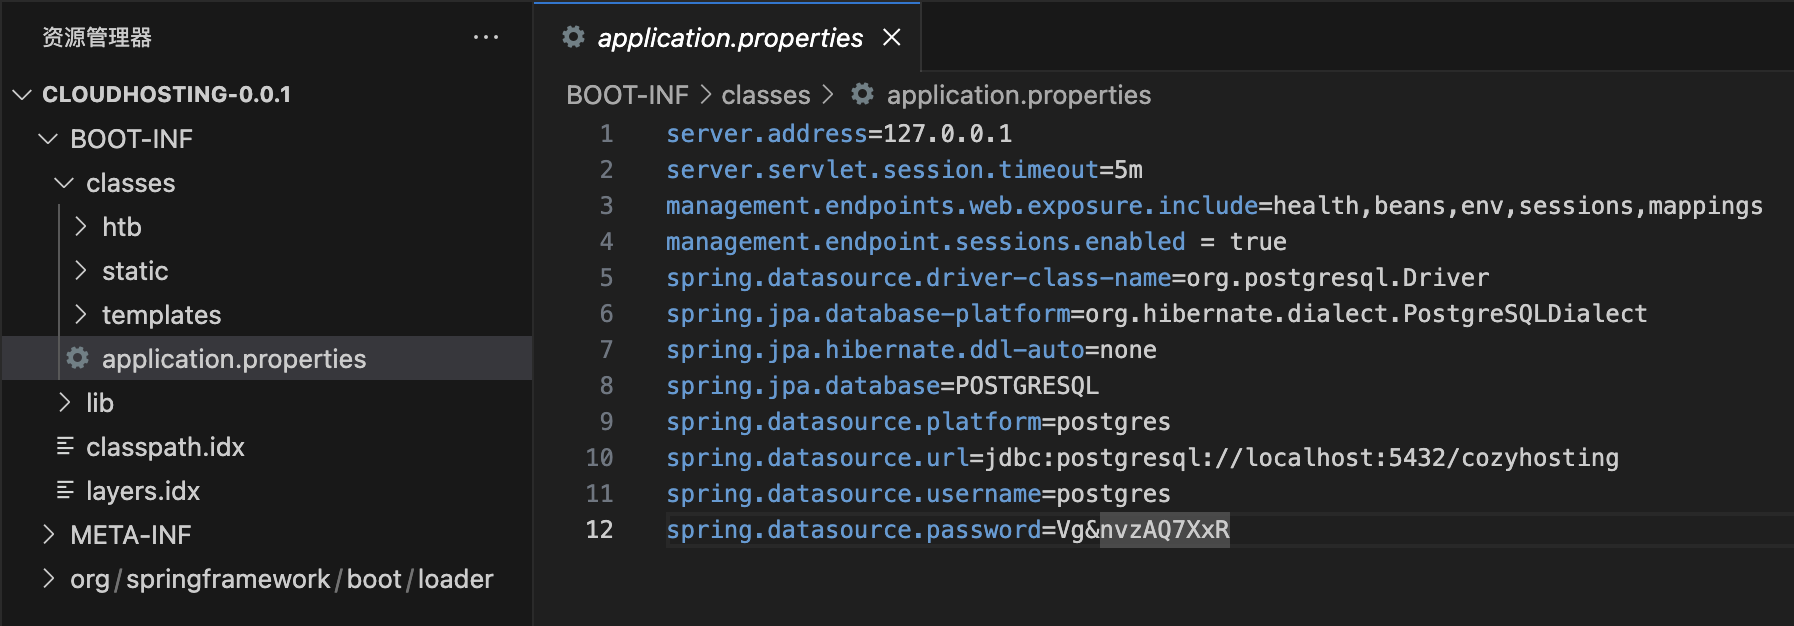 资源管理器
CLOUDHOSTING-0.0.1
BOOT-INF
classes
htb
static
templates
application.properties
lib
classpath.idx
layers.idx
META-INF
org/springframework/boot/loader
application.properties
BOOT-INF > classes > application.properties
1 server.address=127.0.0.1
2 server.servlet.session.timeout=5m
3 management.endpoints.web.exposure.include=health,beans,env,sessions,mappings
4 management.endpoint.sessions.enabled = true
5 spring.datasource.driver-class-name=org.postgresql.Driver
6 spring.jpa.database-platform=org.hibernate.dialect.PostgreSQLDialect
7 spring.jpa.hibernate.ddl-auto=none
8 spring.jpa.database=POSTGRESQL
9 spring.datasource.platform=postgres
10 spring.datasource.url=jdbc:postgresql://localhost:5432/cozyhosting
11 spring.datasource.username=postgres
12 spring.datasource.password=Vg&nvzAQ7XxR